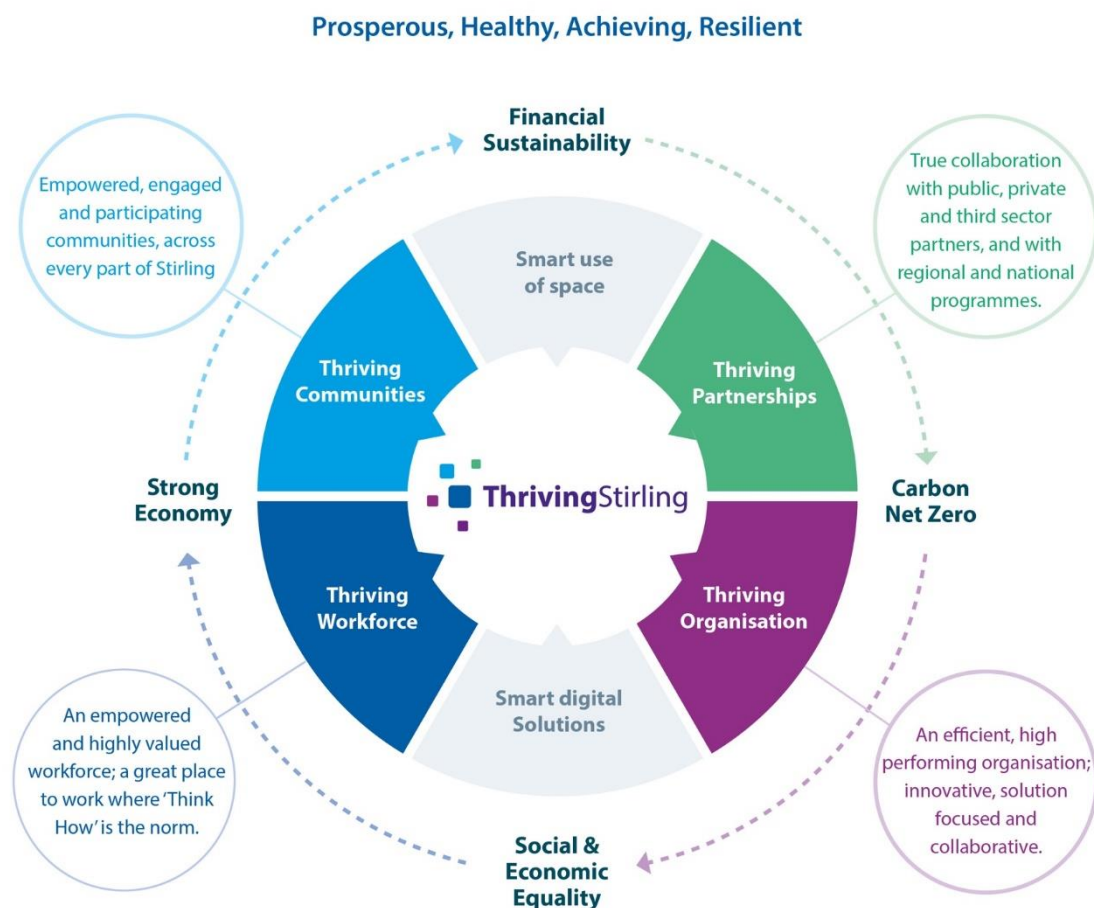 Prosperous, Healthy, Achieving, Resilient
Financial
Sustainability
Empowered, engaged
and participating
communities, across
every part of Stirling
True collaboration
with public, private
and third sector
partners, and with
regional and national
programmes.
Smart use
of space
Thriving
Communities
Thriving
Partnerships
Strong
Economy
ThrivingStirling
Carbon
Net Zero
Thriving
Workforce
Thriving
Organisation
Smart digital
Solutions
An empowered
and highly valued
workforce; a great place
to work where ‘Think
How’ is the norm.
An efficient, high
performing organisation;
innovative, solution
focused and
collaborative.
Social &
Economic
Equality